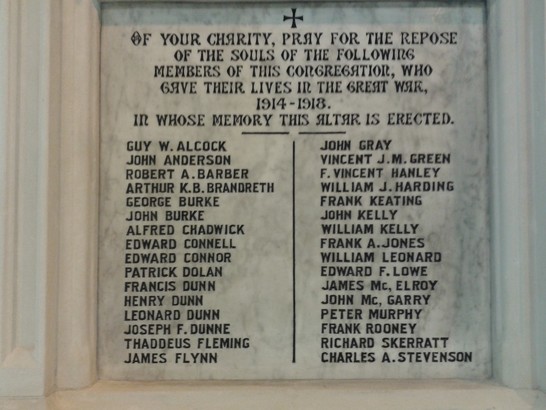 OF YOUR CHARITY, PRAY FOR THE REPOSE
OF THE SOULS OF THE FOLLOWING
MEMBERS OF THIS CONGREGATION, WHO
GAVE THEIR LIVES IN THE GREAT WAR,
1914-1918.
IN WHOSE MEMORY THIS ALTAR IS ERECTED.
GUY W. ALCOCK
JOHN ANDERSON
ROBERT A. BARBER
ARTHUR K.B. BRANDRETH
GEORGE BURKE
JOHN BURKE
ALFRED CHADWICK
EDWARD CONNELL
EDWARD CONNOR
PATRICK DOLAN
FRANCIS DUNN
HENRY DUNN
LEONARD DUNN
JOSEPH F. DUNNE
THADDEUS FLEMING
JAMES FLYNN
JOHN GRAY
VINCENT J.M. GREEN
F. VINCENT HANLEY
WILLIAM J. HARDING
FRANK KEATING
JOHN KELLY
WILLIAM KELLY
FRANK A. JONES
WILLIAM LEONARD
EDWARD F. LOWE
JAMES Mc, ELROY
JOHN Mc, GARRY
PETER MURPHY
FRANK ROONEY
RICHARD SKERRATT
CHARLES A. STEVENSON